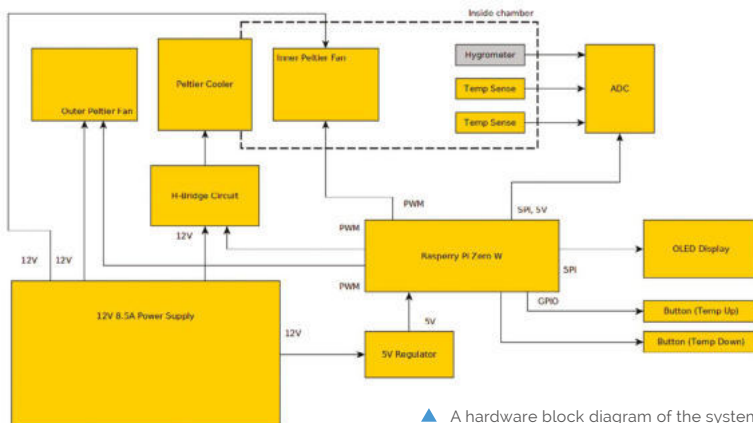 Inside chamber
Outer Peltier Fan
Peltier Cooler
Inner Peltier Fan
Hygrometer
Temp Sense
Temp Sense
ADC
H-Bridge Circuit
PWM
SPI, 5V
12V
PWM
Rasperry Pi Zero W
OLED Display
12V
12V
SPI
PWM
GPIO
Button (Temp Up)
12V 8.5A Power Supply
5V
12V
Button (Temp Down)
5V Regulator
▲ A hardware block diagram of the system